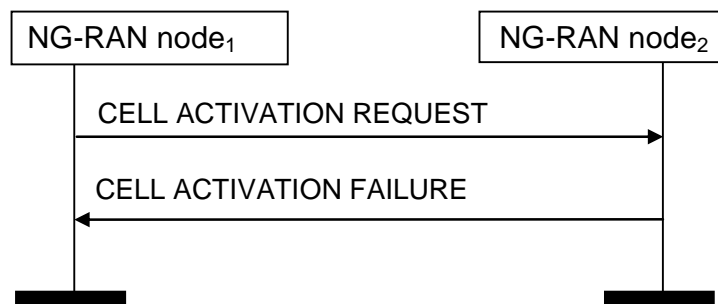 NG-RAN node₁
NG-RAN node₂
CELL ACTIVATION REQUEST
CELL ACTIVATION FAILURE